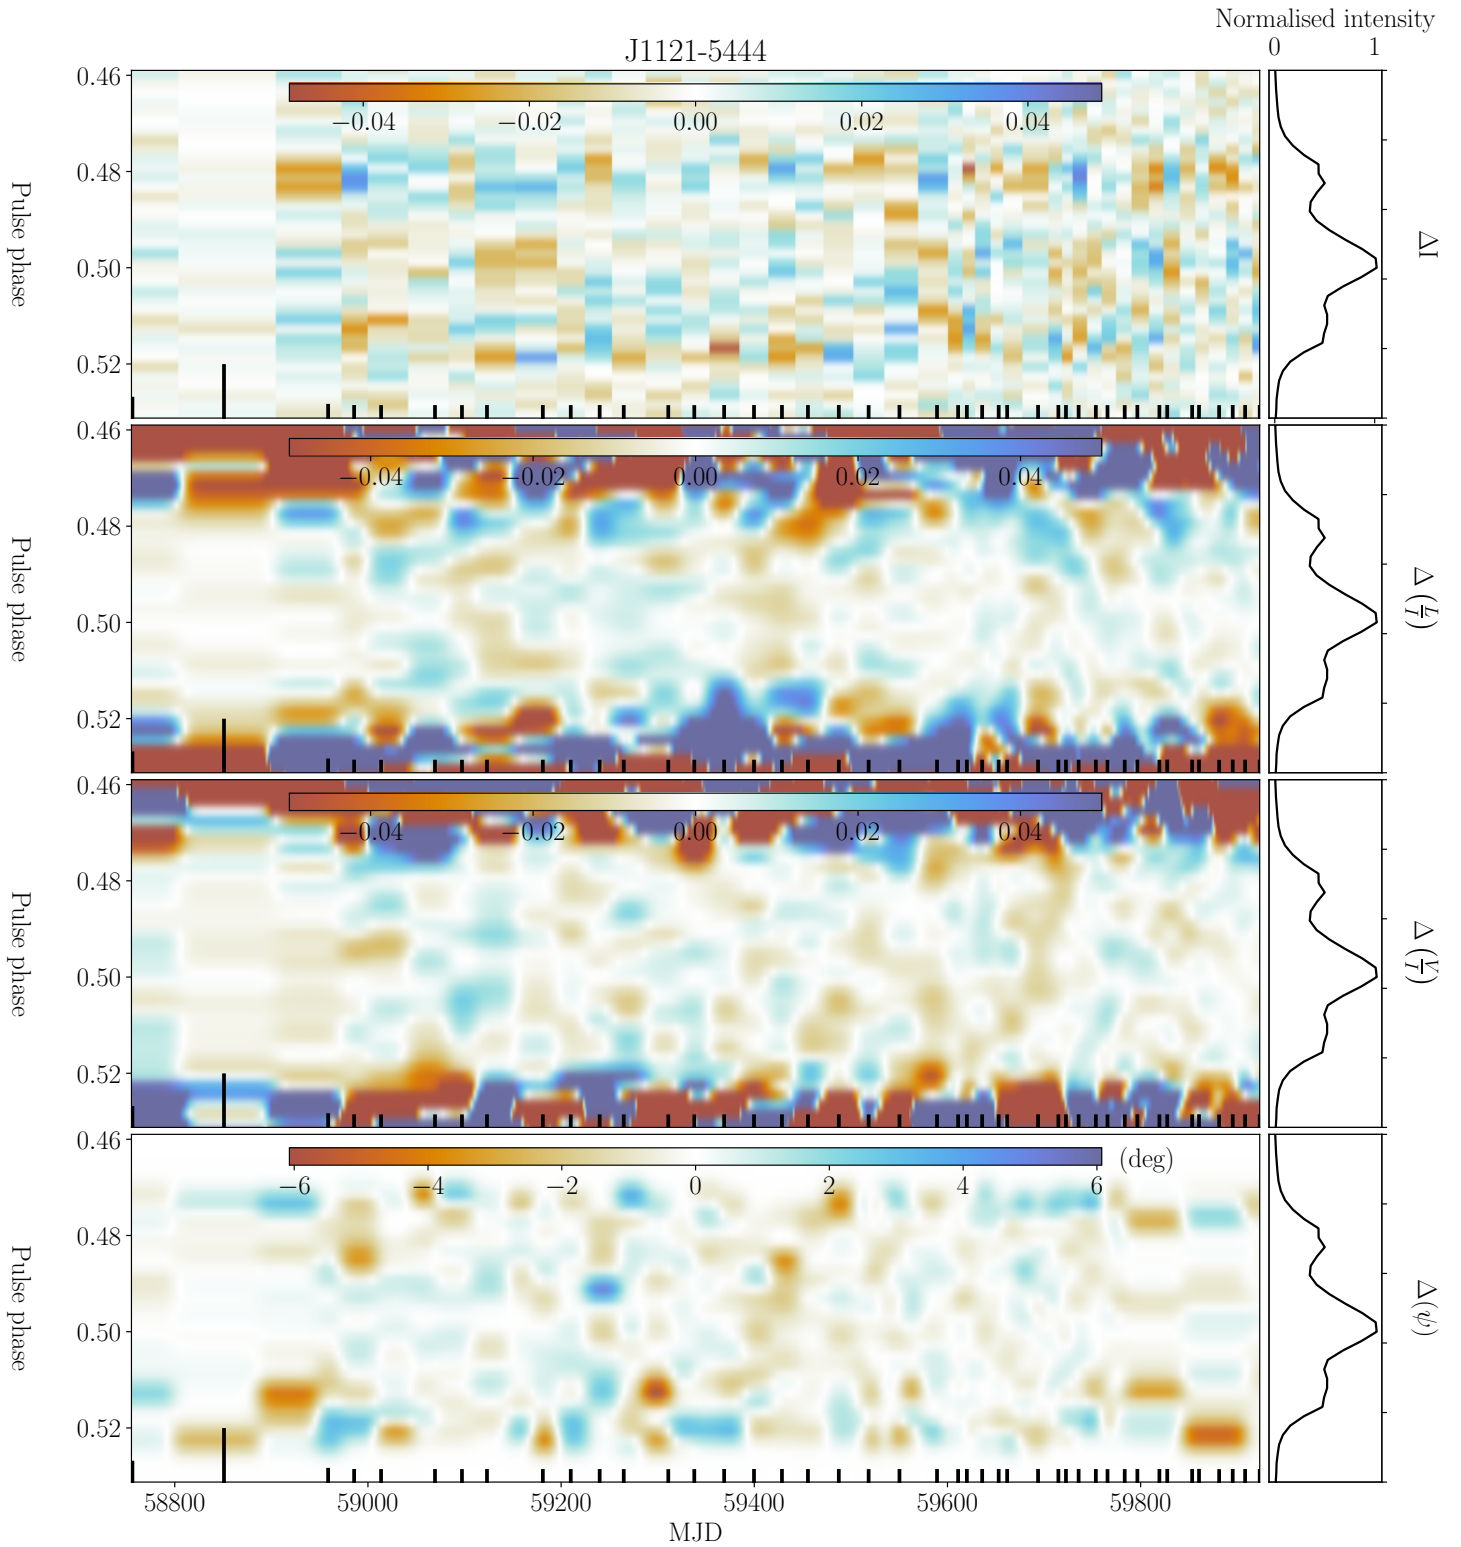 Normalised intensity
0 1
J1121-5444
0.46
−0.04 −0.02 0.00 0.02 0.04
0.48
0.50
0.52
Pulse phase
ΔI
0.46
−0.04 −0.02 0.00 0.02 0.04
0.48
0.50
0.52
Pulse phase
Δ (L/I)
0.46
−0.04 −0.02 0.00 0.02 0.04
0.48
0.50
0.52
Pulse phase
Δ (V/I)
0.46
(deg)
−6 −4 −2 0 2 4 6
0.48
0.50
0.52
Pulse phase
Δ(ψ)
58800 59000 59200 59400 59600 59800
MJD